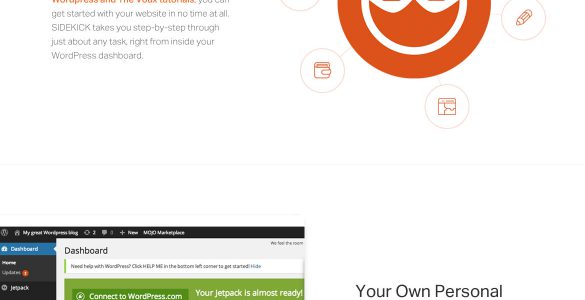 Wordpress and The Voux tutorials, you can
get started with your website in no time at all.
SIDEKICK takes you step-by-step through
just about any task, right from inside your
WordPress dashboard.
My great Wordpress blog 2 0 + New MOJO Marketplace
We feel the room
Dashboard
Home
Updates 2
Jetpack
Dashboard
Need help with WordPress? Click HELP ME in the bottom left corner to get started! Hide
Connect to WordPress.com
Your Jetpack is almost ready!
Your Own Personal